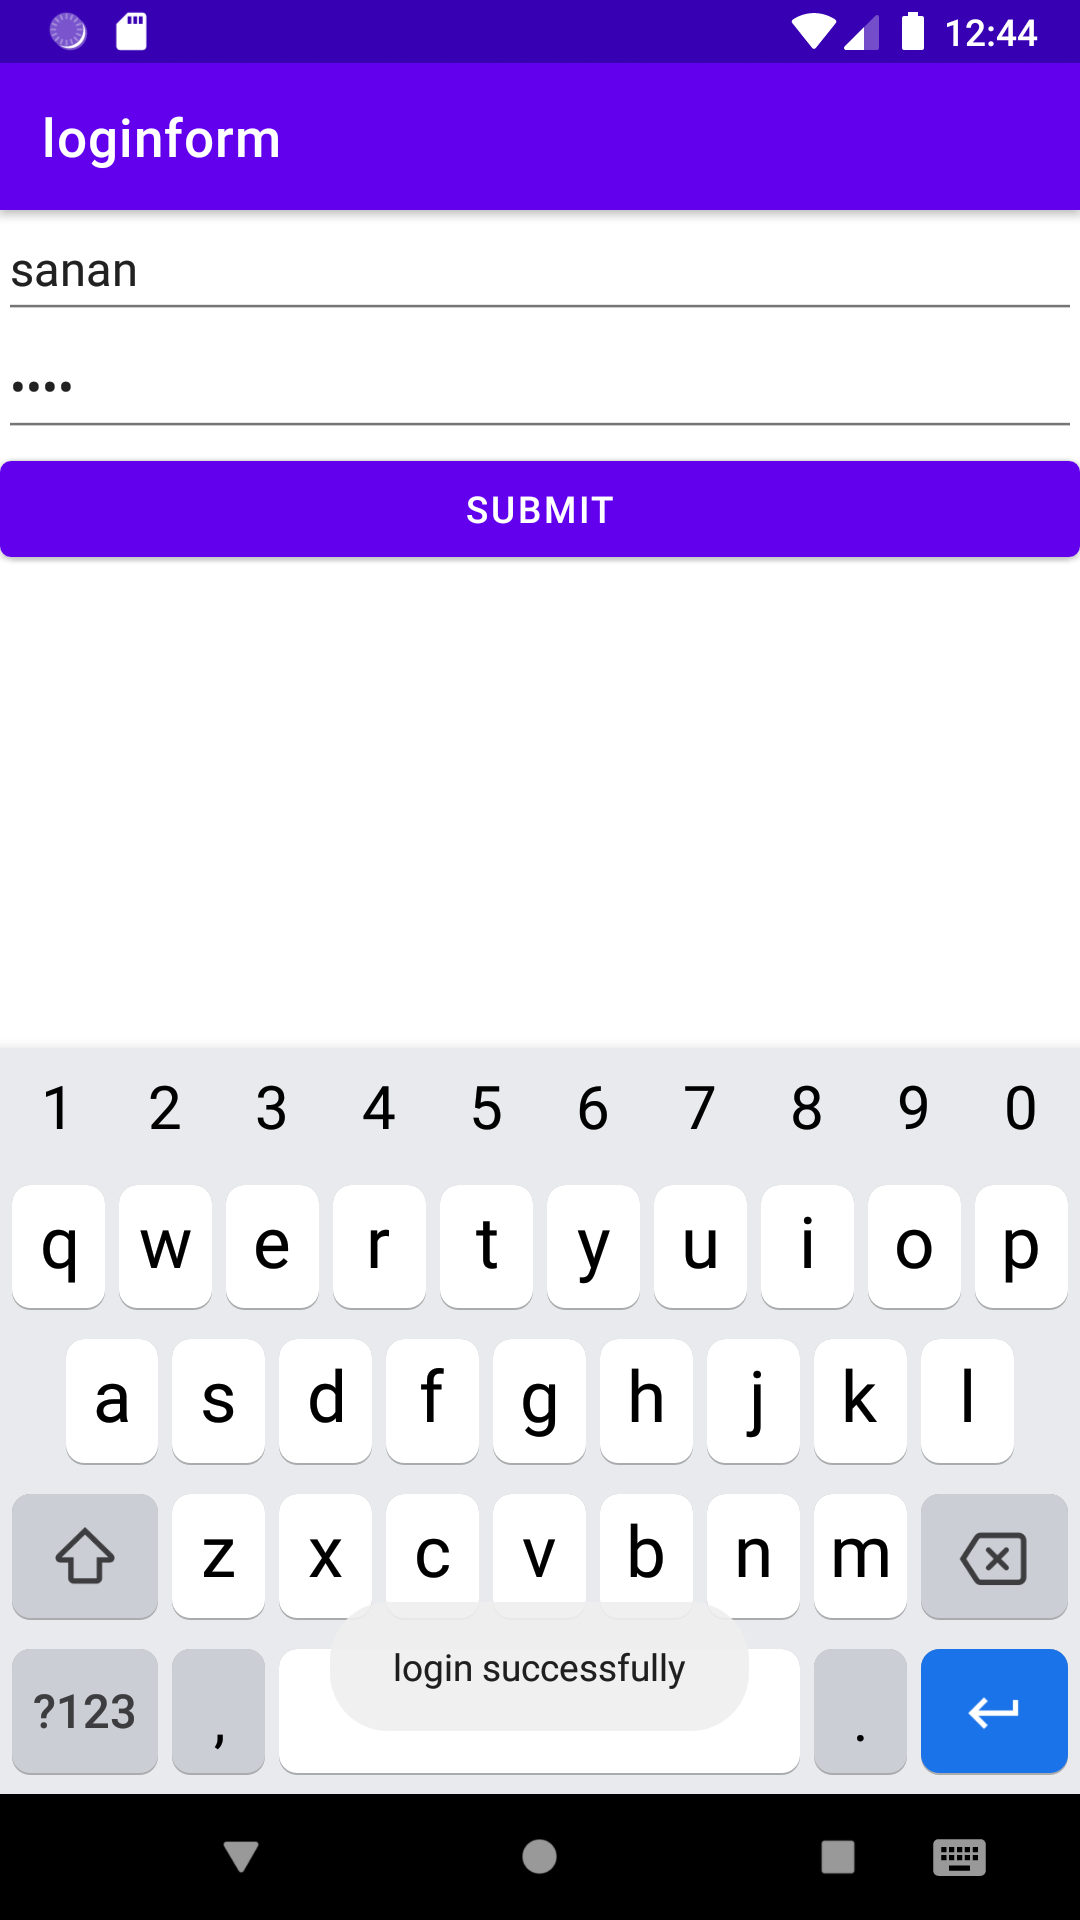 12:44
loginform
sanan
••••
SUBMIT
1 2 3 4 5 6 7 8 9 0
q w e r t y u i o p
a s d f g h j k l
z x c v b n m
login successfully
?123 , .